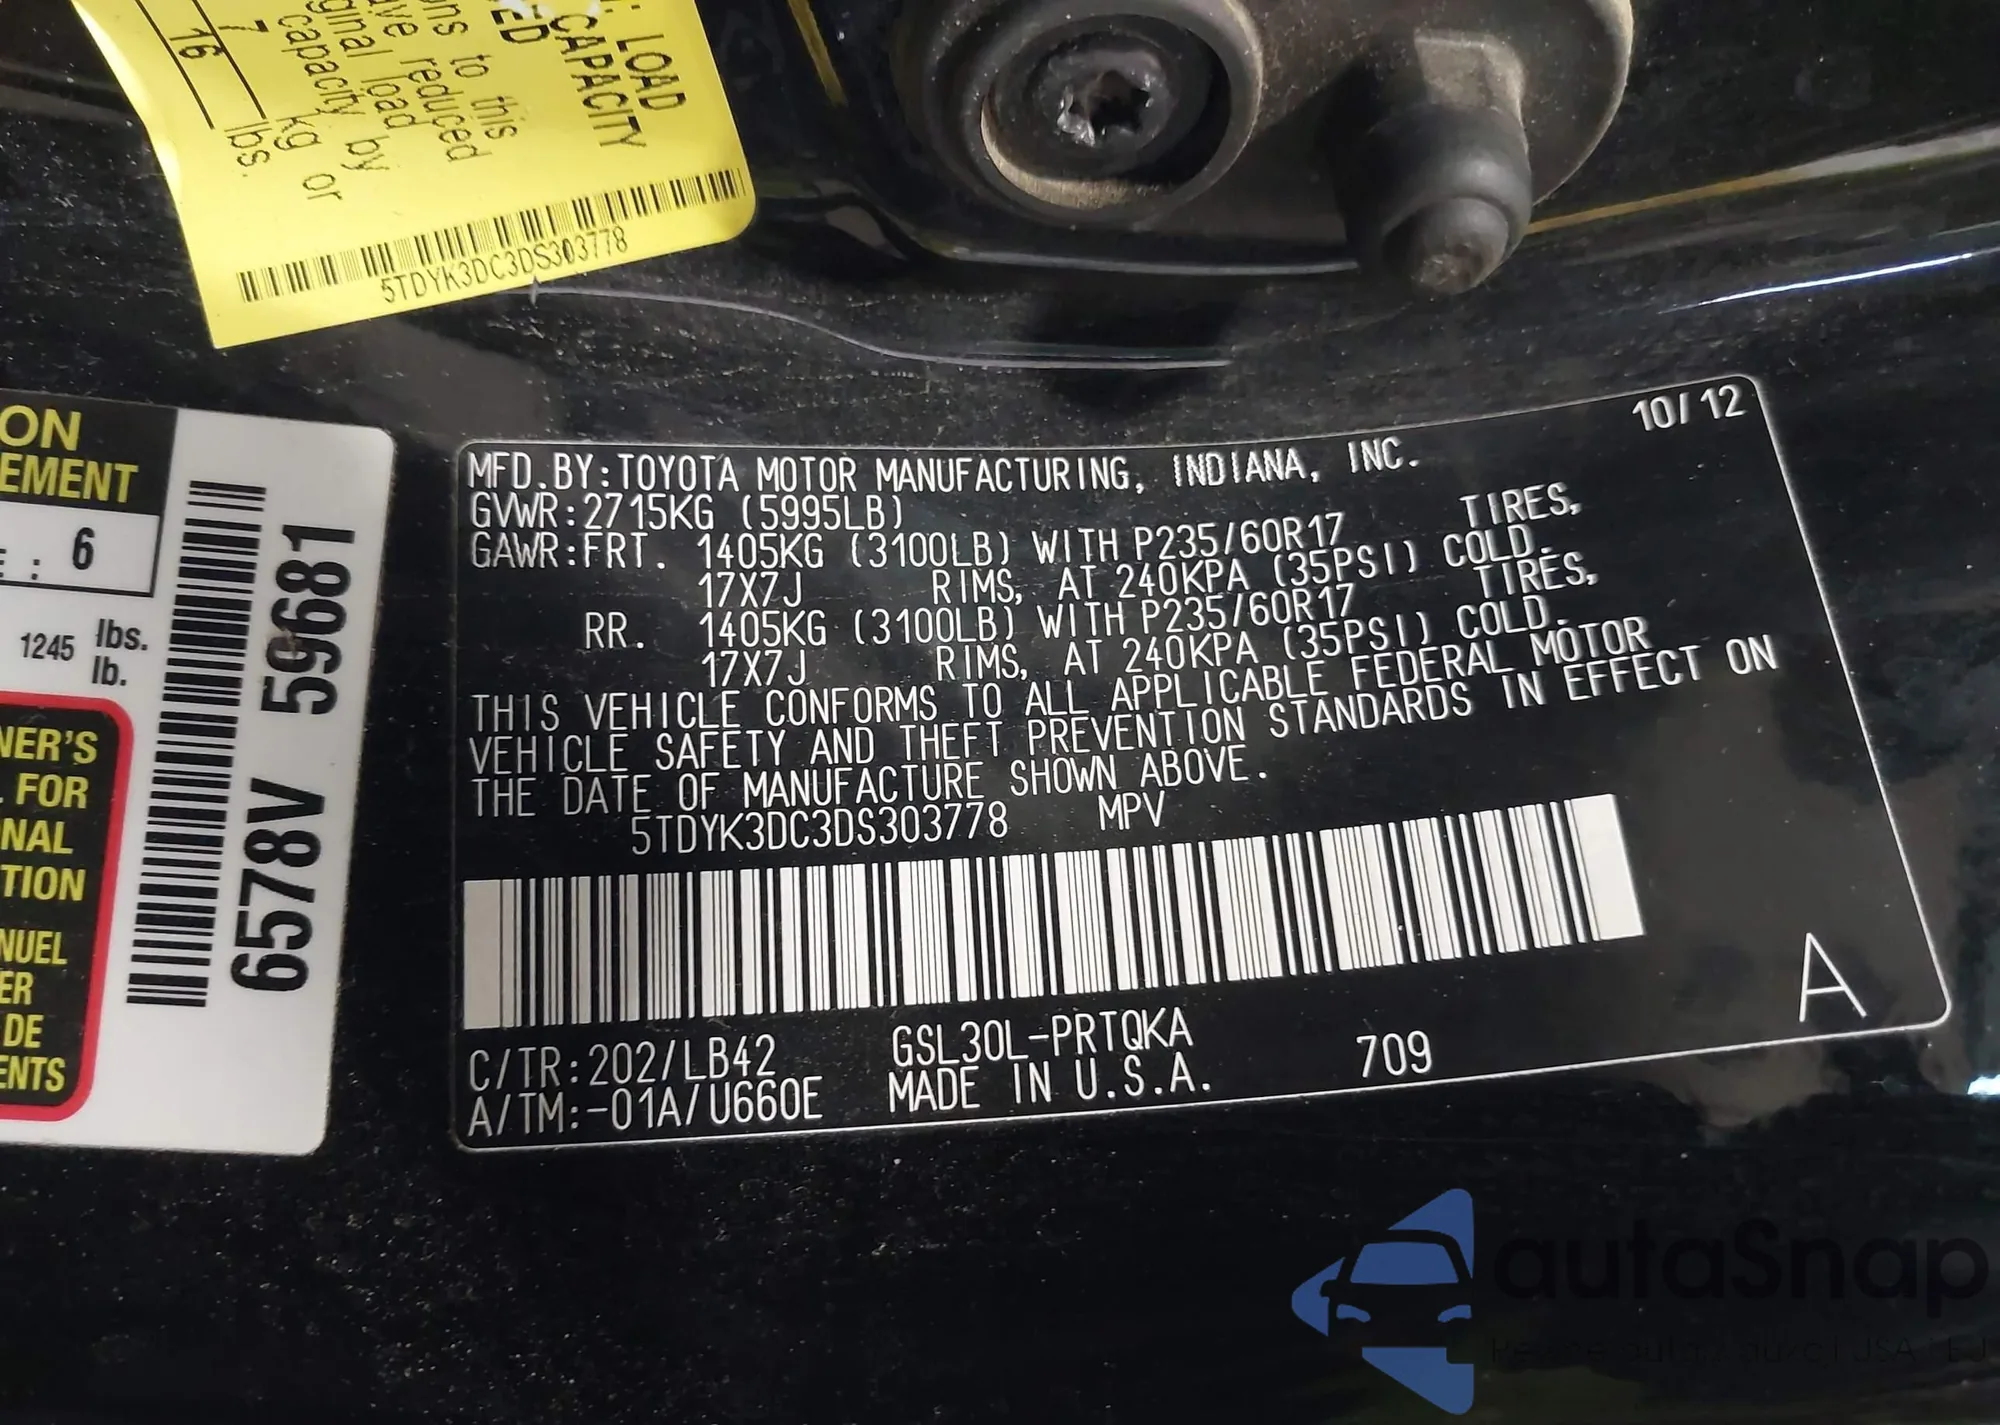 : LOAD
CAPACITY
ED
ons to this
ave reduced
ginal load
capacity by
kg or
7
16
lbs.
5TDYK3DC3DS303778
ON
EMENT
E : 6
1245 lbs.
lb.
NER'S
FOR
NAL
TION
NUEL
ER
DE
ENTS
6578V 59681
10/12
MFD.BY:TOYOTA MOTOR MANUFACTURING, INDIANA, INC.
GVWR:2715KG (5995LB)
GAWR:FRT. 1405KG (3100LB) WITH P235/60R17 TIRES,
17X7J RIMS, AT 240KPA (35PSI) COLD.
RR. 1405KG (3100LB) WITH P235/60R17 TIRES,
17X7J RIMS, AT 240KPA (35PSI) COLD.
THIS VEHICLE CONFORMS TO ALL APPLICABLE FEDERAL MOTOR
VEHICLE SAFETY AND THEFT PREVENTION STANDARDS IN EFFECT ON
THE DATE OF MANUFACTURE SHOWN ABOVE.
5TDYK3DC3DS303778 MPV
C/TR:202/LB42 GSL30L-PRTQKA 709 A
A/TM:-01A/U660E MADE IN U.S.A.
autaSnap